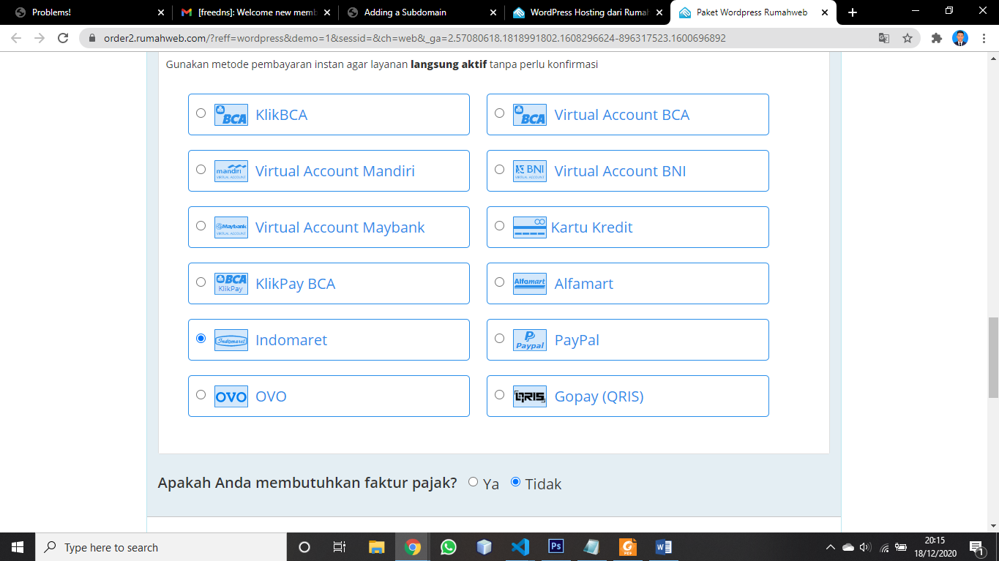 Problems!
[freedns]: Welcome new memb
Adding a Subdomain
WordPress Hosting dari Rumah
Paket Wordpress Rumahweb
order2.rumahweb.com/?reff=wordpress&demo=1&sessid=&ch=web&_ga=2.57080618.1818991802.1608296624-896317523.1600696892
Gunakan metode pembayaran instan agar layanan langsung aktif tanpa perlu konfirmasi
BCA KlikBCA
BCA Virtual Account BCA
mandiri VIRTUAL ACCOUNT Virtual Account Mandiri
BNI VIRTUAL ACCOUNT Virtual Account BNI
Maybank VIRTUAL ACCOUNT Virtual Account Maybank
Kartu Kredit
BCA KlikPay KlikPay BCA
Alfamart Alfamart
Indomaret Indomaret
Paypal PayPal
OVO OVO
QRIS Gopay (QRIS)
Apakah Anda membutuhkan faktur pajak? Ya Tidak
Type here to search
Ps
PDF
W
20:15
18/12/2020
1